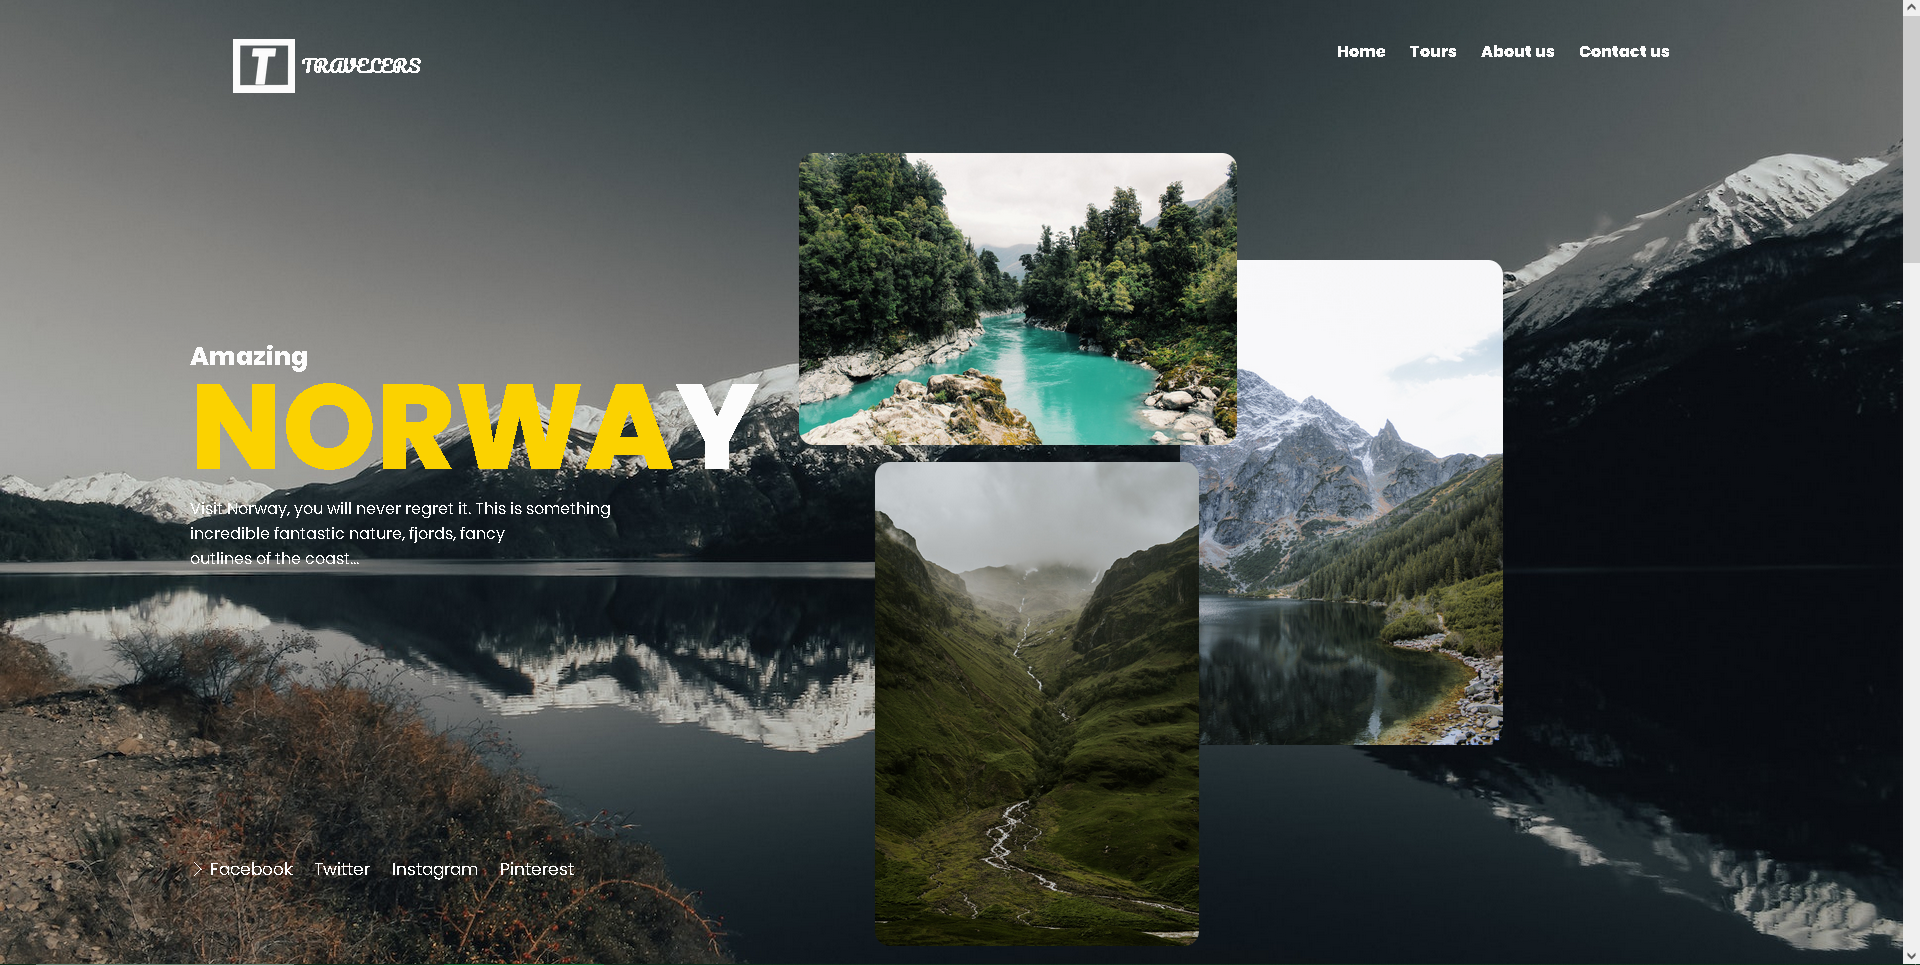 T TRAVELERS
Home Tours About us Contact us
Amazing
NORWAY
Visit Norway, you will never regret it. This is something
incredible fantastic nature, fjords, fancy
outlines of the coast...
Facebook Twitter Instagram Pinterest